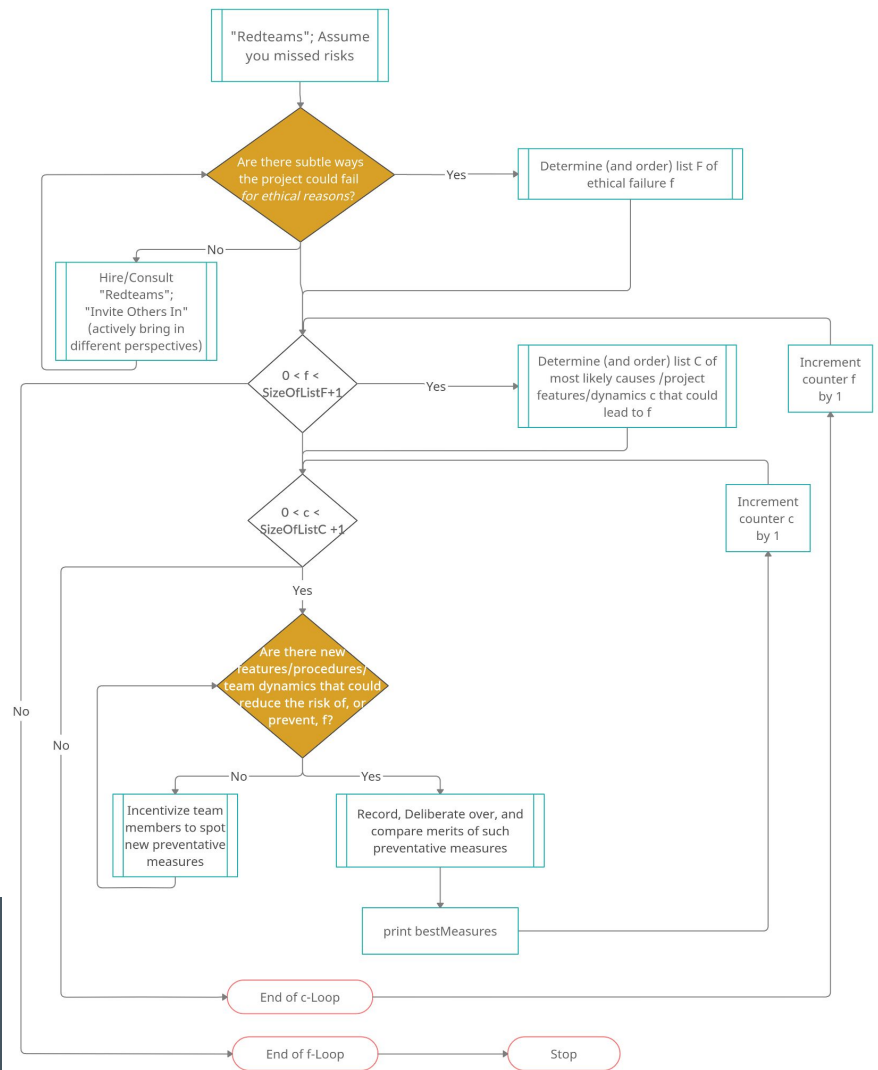 "Redteams"; Assume
you missed risks
Are there subtle ways
the project could fail
for ethical reasons?
Yes
Determine (and order) list F of
ethical failure f
No
Hire/Consult
"Redteams";
"Invite Others In"
(actively bring in
different perspectives)
0 < f <
SizeOfListF+1
Yes
Determine (and order) list C of
most likely causes /project
features/dynamics c that could
lead to f
Increment
counter f
by 1
0 < c <
SizeOfListC +1
Increment
counter c
by 1
Yes
Are there new
features/procedures/
team dynamics that could
reduce the risk of, or
prevent, f?
No
No
No
Yes
Incentivize team
members to spot
new preventative
measures
Record, Deliberate over, and
compare merits of such
preventative measures
print bestMeasures
End of c-Loop
End of f-Loop
Stop